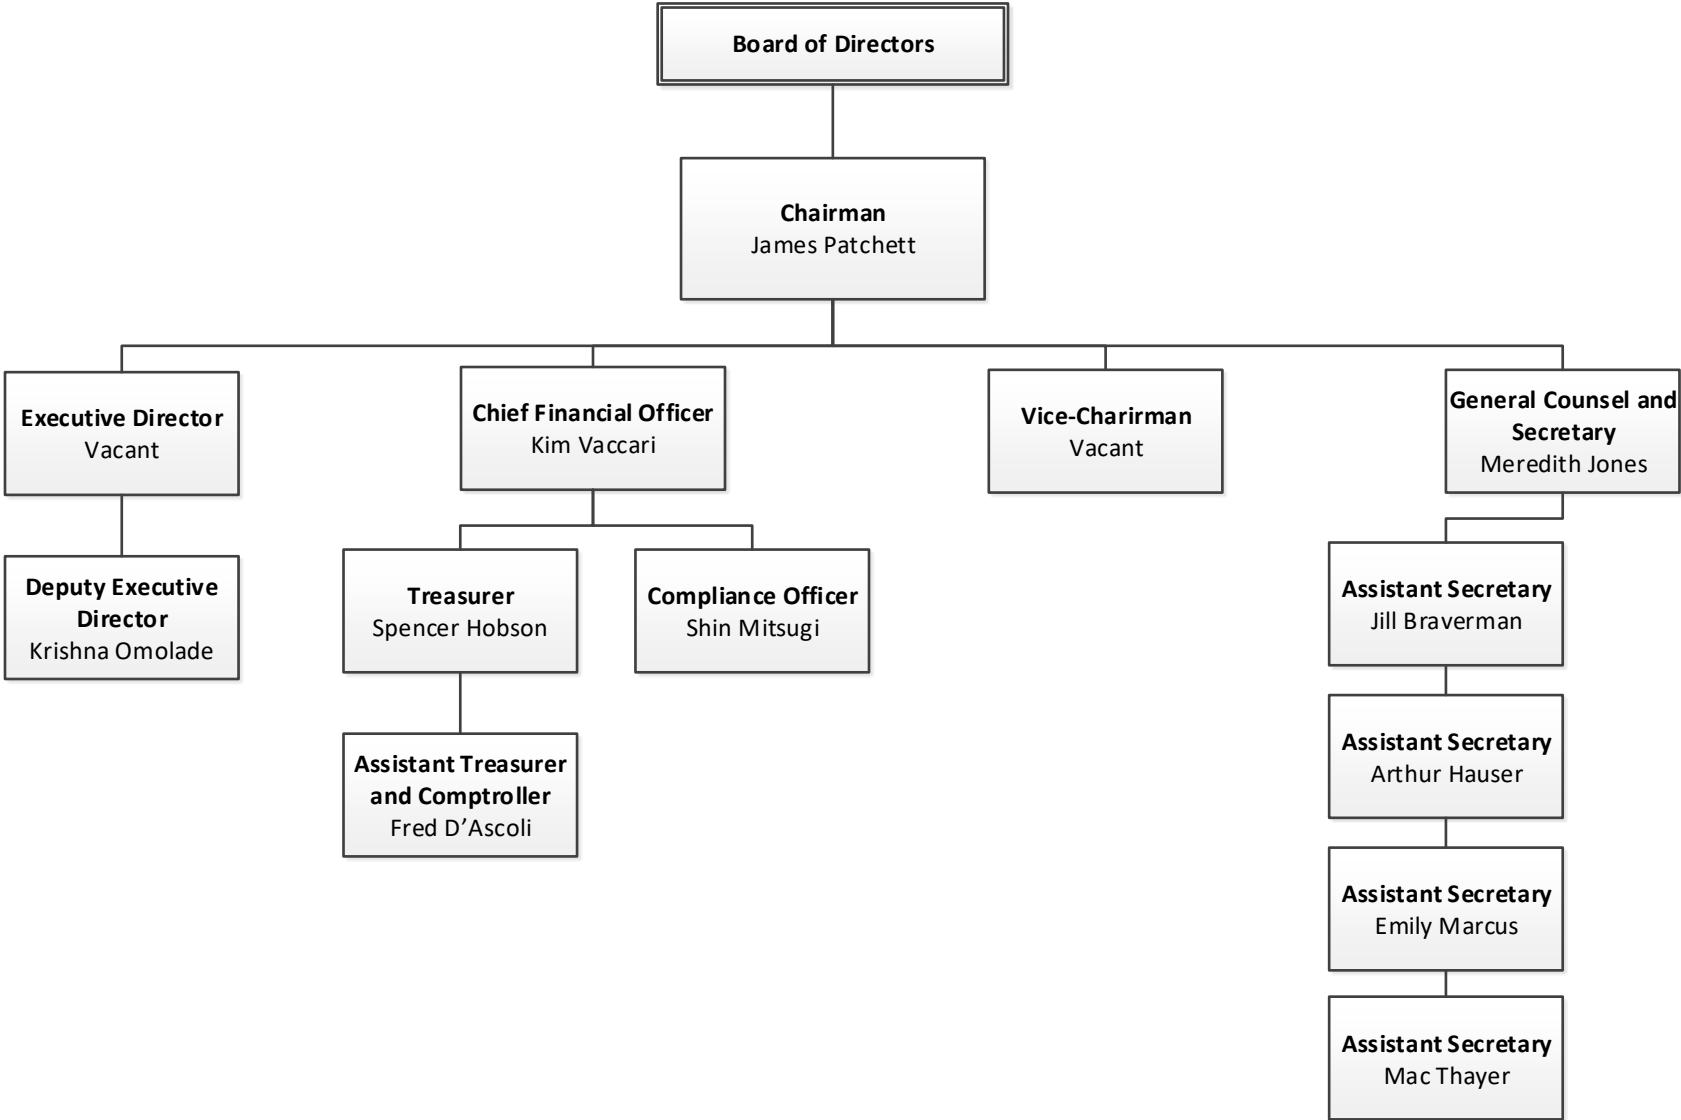 Board of Directors
Chairman
James Patchett
Executive Director
Vacant
Chief Financial Officer
Kim Vaccari
Vice-Charirman
Vacant
General Counsel and
Secretary
Meredith Jones
Deputy Executive
Director
Krishna Omolade
Treasurer
Spencer Hobson
Compliance Officer
Shin Mitsugi
Assistant Treasurer
and Comptroller
Fred D’Ascoli
Assistant Secretary
Jill Braverman
Assistant Secretary
Arthur Hauser
Assistant Secretary
Emily Marcus
Assistant Secretary
Mac Thayer